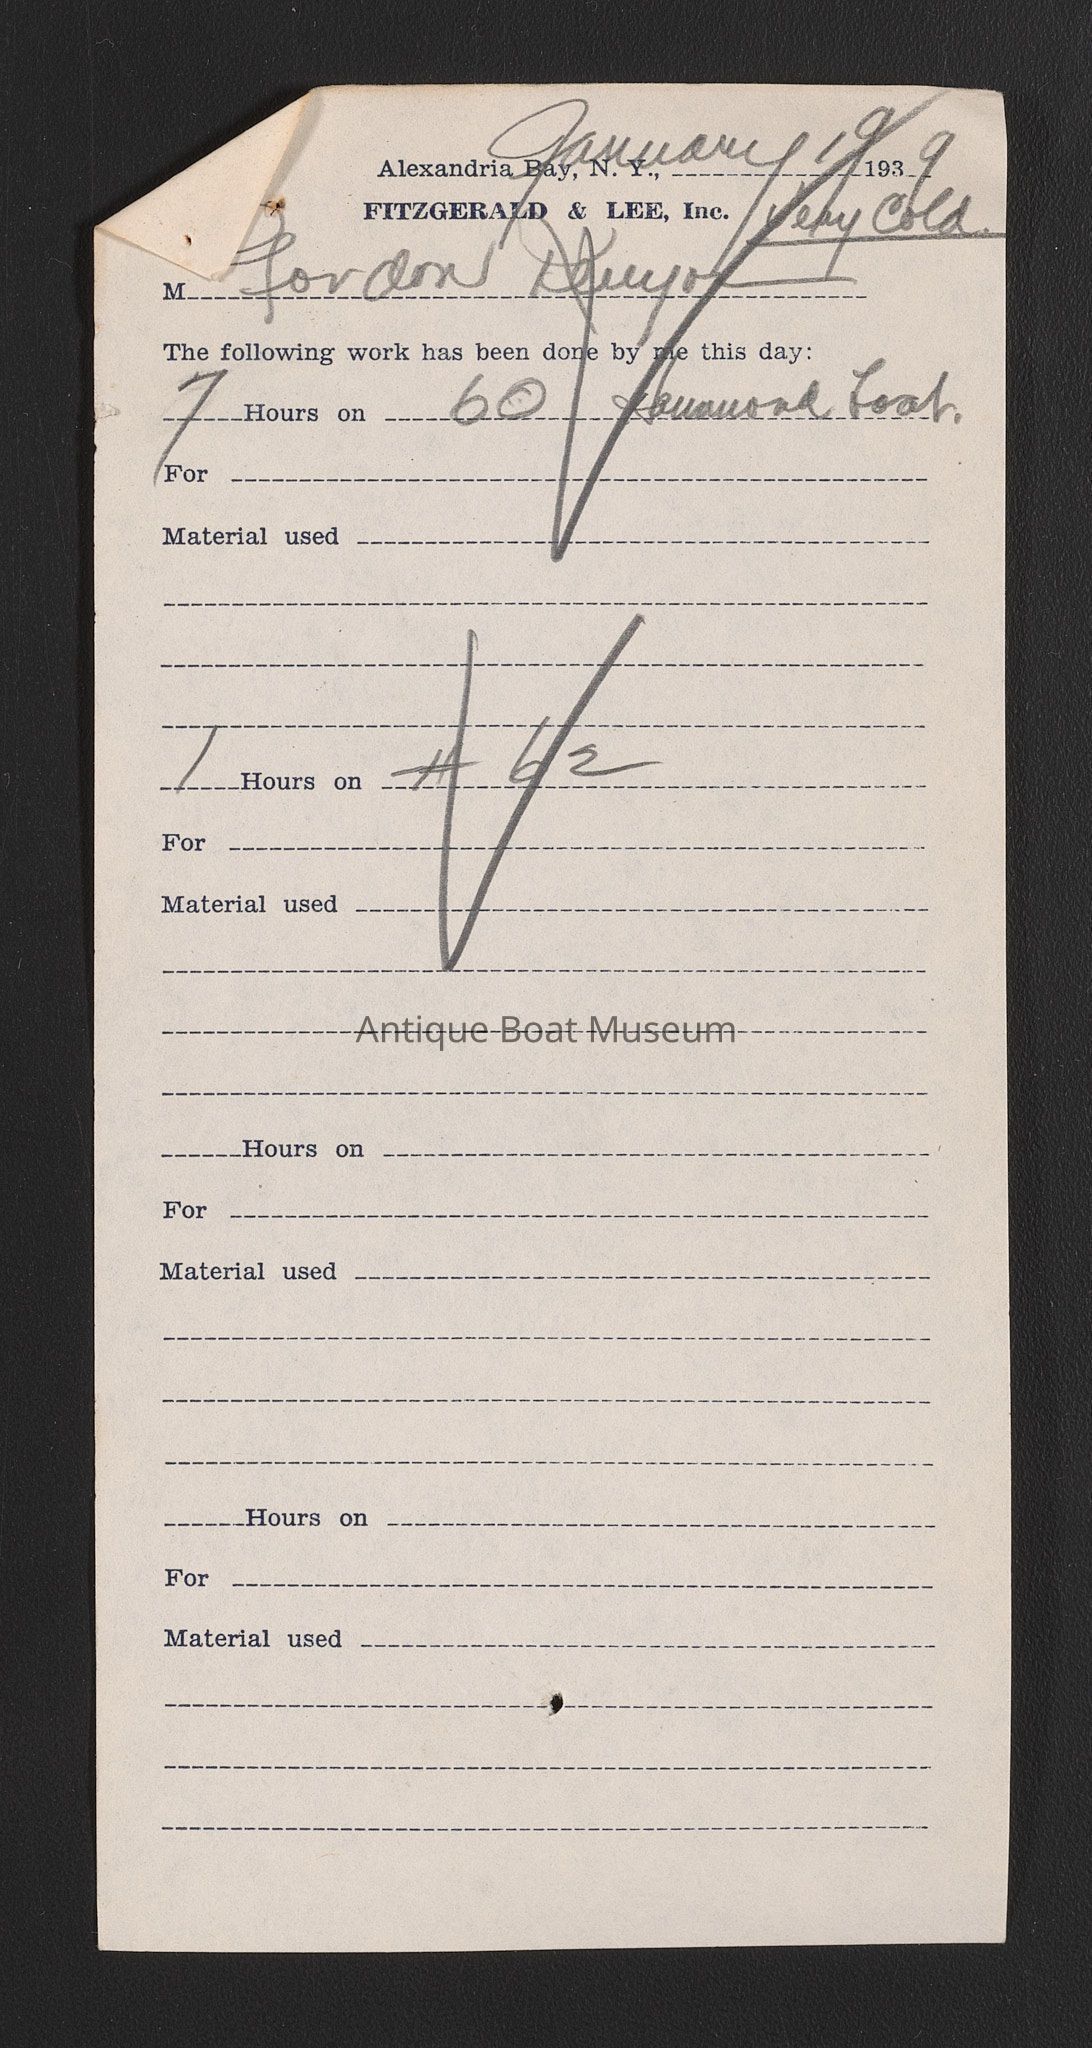 Alexandria Bay, N. Y., January 19 1939
FITZGERALD & LEE, Inc. Very Cold.
M Gordon
The following work has been done by me this day:
7 Hours on 60 Boat.
For
Material used
1 Hours on # 62
For
Material used
Antique Boat Museum
Hours on
For
Material used
Hours on
For
Material used